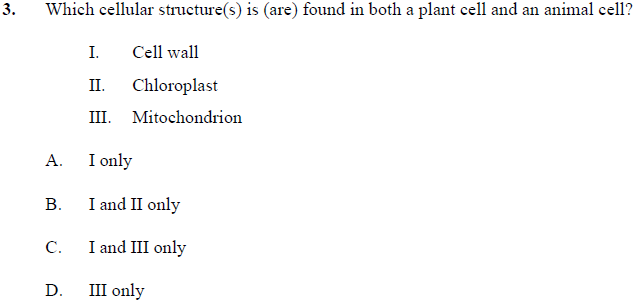 3. Which cellular structure(s) is (are) found in both a plant cell and an animal cell?
I. Cell wall
II. Chloroplast
III. Mitochondrion
A. I only
B. I and II only
C. I and III only
D. III only